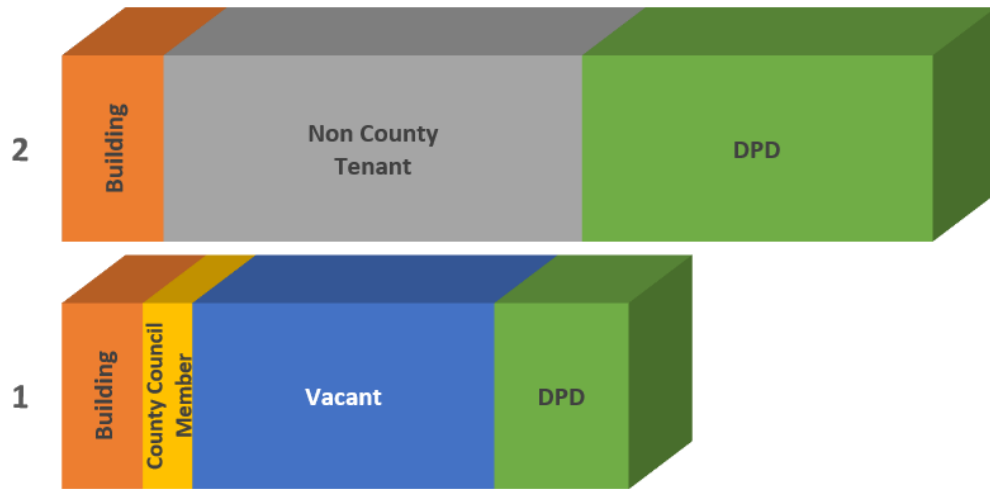 2
Building
Non County
Tenant
DPD
1
Building
County Council
Member
Vacant
DPD